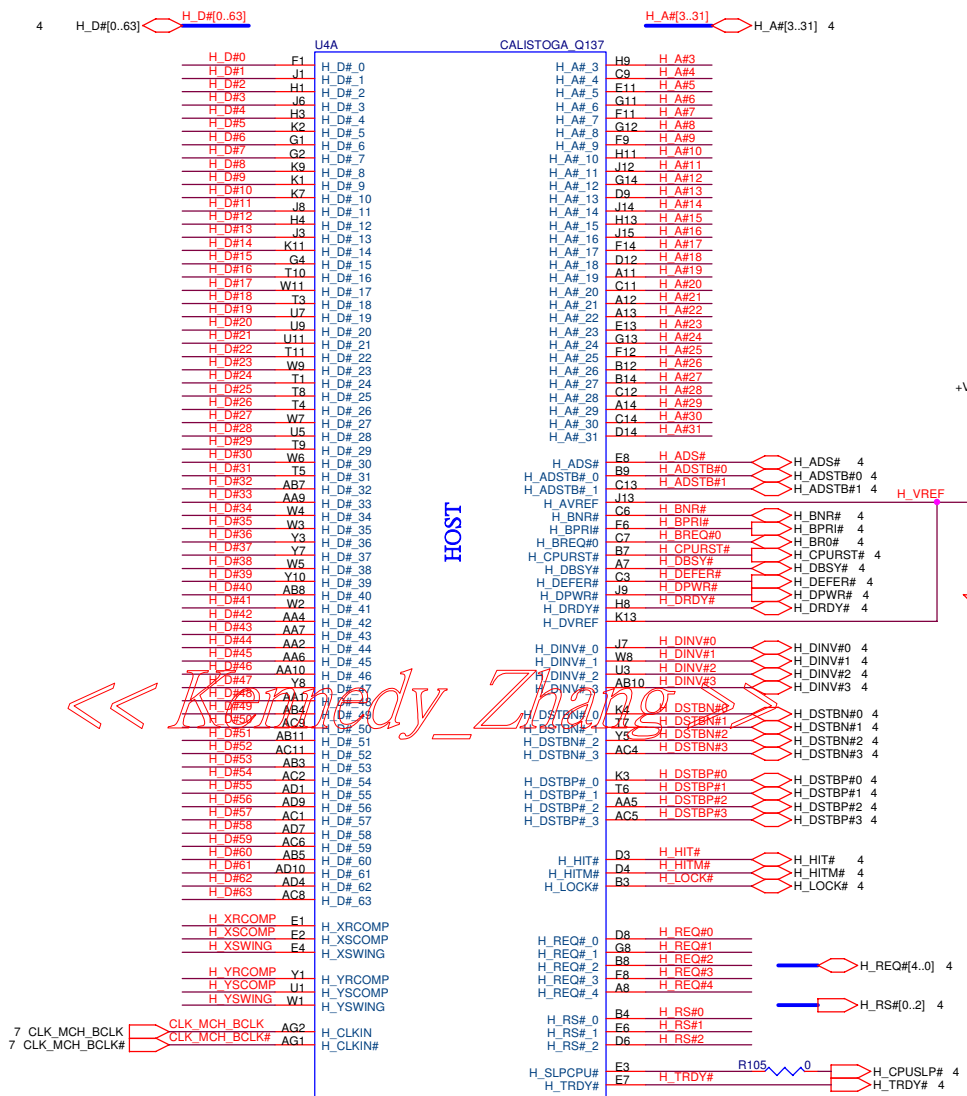 4 H_D#[0..63] H_D#[0..63] H_A#[3..31] H_A#[3..31] 4
U4A CALISTOGA_Q137
H_D#0 F1 H_D#_0 H_A#_3 H9 H_A#3
H_D#1 J1 H_D#_1 H_A#_4 C9 H_A#4
H_D#2 H1 H_D#_2 H_A#_5 E11 H_A#5
H_D#3 J6 H_D#_3 H_A#_6 G11 H_A#6
H_D#4 H3 H_D#_4 H_A#_7 F11 H_A#7
H_D#5 K2 H_D#_5 H_A#_8 G12 H_A#8
H_D#6 G1 H_D#_6 H_A#_9 F9 H_A#9
H_D#7 G2 H_D#_7 H_A#_10 H11 H_A#10
H_D#8 K9 H_D#_8 H_A#_11 J12 H_A#11
H_D#9 K1 H_D#_9 H_A#_12 G14 H_A#12
H_D#10 K7 H_D#_10 H_A#_13 D9 H_A#13
H_D#11 J8 H_D#_11 H_A#_14 J14 H_A#14
H_D#12 H4 H_D#_12 H_A#_15 H13 H_A#15
H_D#13 J3 H_D#_13 H_A#_16 J15 H_A#16
H_D#14 K11 H_D#_14 H_A#_17 F14 H_A#17
H_D#15 G4 H_D#_15 H_A#_18 D12 H_A#18
H_D#16 T10 H_D#_16 H_A#_19 A11 H_A#19
H_D#17 W11 H_D#_17 H_A#_20 C11 H_A#20
H_D#18 T3 H_D#_18 H_A#_21 A12 H_A#21
H_D#19 U7 H_D#_19 H_A#_22 A13 H_A#22
H_D#20 U9 H_D#_20 H_A#_23 E13 H_A#23
H_D#21 U11 H_D#_21 H_A#_24 G13 H_A#24
H_D#22 T11 H_D#_22 H_A#_25 F12 H_A#25
H_D#23 W9 H_D#_23 H_A#_26 B12 H_A#26
H_D#24 T1 H_D#_24 H_A#_27 B14 H_A#27
H_D#25 T8 H_D#_25 H_A#_28 C12 H_A#28
H_D#26 T4 H_D#_26 H_A#_29 A14 H_A#29
H_D#27 W7 H_D#_27 H_A#_30 C14 H_A#30
H_D#28 U5 H_D#_28 H_A#_31 D14 H_A#31
H_D#29 T9 H_D#_29
H_D#30 W6 H_D#_30 H_ADS# E8 H_ADS# H_ADS# 4
H_D#31 T5 H_D#_31 H_ADSTB#_0 B9 H_ADSTB#0 H_ADSTB#0 4
H_D#32 AB7 H_D#_32 H_ADSTB#_1 C13 H_ADSTB#1 H_ADSTB#1 4
H_D#33 AA9 H_D#_33 H_AVREF J13 H_VREF
H_D#34 W4 H_D#_34 H_BNR# C6 H_BNR# H_BNR# 4
H_D#35 W3 H_D#_35 H_BPRI# F6 H_BPRI# H_BPRI# 4
H_D#36 Y3 H_D#_36 H_BREQ#0 C7 H_BREQ#0 H_BR0# 4
H_D#37 Y7 H_D#_37 H_CPURST# B7 H_CPURST# H_CPURST# 4
H_D#38 W5 H_D#_38 H_DBSY# A7 H_DBSY# H_DBSY# 4
H_D#39 Y10 H_D#_39 H_DEFER# C3 H_DEFER# H_DEFER# 4
H_D#40 AB8 H_D#_40 H_DPWR# J9 H_DPWR# H_DPWR# 4
H_D#41 W2 H_D#_41 H_DRDY# H8 H_DRDY# H_DRDY# 4
H_D#42 AA4 H_D#_42 H_DVREF K13
HOST
H_D#43 AA7 H_D#_43
H_D#44 AA2 H_D#_44 H_DINV#_0 J7 H_DINV#0 H_DINV#0 4
H_D#45 AA6 H_D#_45 H_DINV#_1 W8 H_DINV#1 H_DINV#1 4
H_D#46 AA10 H_D#_46 H_DINV#_2 U3 H_DINV#2 H_DINV#2 4
H_D#47 Y8 H_D#_47 H_DINV#_3 AB10 H_DINV#3 H_DINV#3 4
H_D#48 AA1 H_D#_48
<< Kennedy_Zhang >>
H_D#49 AB4 H_D#_49 H_DSTBN#_0 K4 H_DSTBN#0 H_DSTBN#0 4
H_D#50 AC9 H_D#_50 H_DSTBN#_1 T7 H_DSTBN#1 H_DSTBN#1 4
H_D#51 AB11 H_D#_51 H_DSTBN#_2 Y5 H_DSTBN#2 H_DSTBN#2 4
H_D#52 AC11 H_D#_52 H_DSTBN#_3 AC4 H_DSTBN#3 H_DSTBN#3 4
H_D#53 AB3 H_D#_53
H_D#54 AC2 H_D#_54 H_DSTBP#_0 K3 H_DSTBP#0 H_DSTBP#0 4
H_D#55 AD1 H_D#_55 H_DSTBP#_1 T6 H_DSTBP#1 H_DSTBP#1 4
H_D#56 AD9 H_D#_56 H_DSTBP#_2 AA5 H_DSTBP#2 H_DSTBP#2 4
H_D#57 AC1 H_D#_57 H_DSTBP#_3 AC5 H_DSTBP#3 H_DSTBP#3 4
H_D#58 AD7 H_D#_58
H_D#59 AC6 H_D#_59
H_D#60 AB5 H_D#_60 H_HIT# D3 H_HIT# H_HIT# 4
H_D#61 AD10 H_D#_61 H_HITM# D4 H_HITM# H_HITM# 4
H_D#62 AD4 H_D#_62 H_LOCK# B3 H_LOCK# H_LOCK# 4
H_D#63 AC8 H_D#_63
H_XRCOMP E1 H_XRCOMP
H_XSCOMP E2 H_XSCOMP H_REQ#_0 D8 H_REQ#0
H_XSWING E4 H_XSWING H_REQ#_1 G8 H_REQ#1
H_REQ#_2 B8 H_REQ#2 H_REQ#[4..0] 4
H_YRCOMP Y1 H_YRCOMP H_REQ#_3 F8 H_REQ#3
H_YSCOMP U1 H_YSCOMP H_REQ#_4 A8 H_REQ#4
H_YSWING W1 H_YSWING H_RS#[0..2] 4
H_RS#_0 B4 H_RS#0
7 CLK_MCH_BCLK CLK_MCH_BCLK AG2 H_CLKIN H_RS#_1 E6 H_RS#1
7 CLK_MCH_BCLK# CLK_MCH_BCLK# AG1 H_CLKIN# H_RS#_2 D6 H_RS#2
H_SLPCPU# E3 R105 0 H_CPUSLP# 4
H_TRDY# E7 H_TRDY# H_TRDY# 4